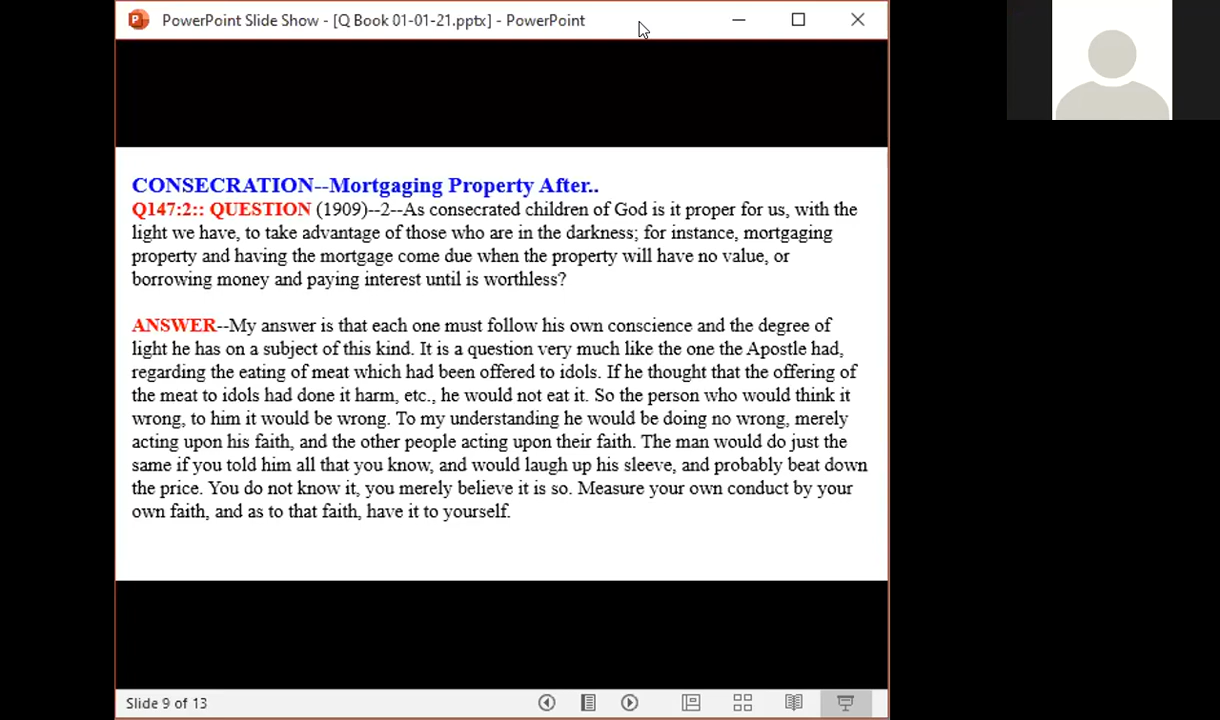 PowerPoint Slide Show - [Q Book 01-01-21.pptx] - PowerPoint
CONSECRATION--Mortgaging Property After..
Q147:2:: QUESTION (1909)--2--As consecrated children of God is it proper for us, with the
light we have, to take advantage of those who are in the darkness; for instance, mortgaging
property and having the mortgage come due when the property will have no value, or
borrowing money and paying interest until is worthless?
ANSWER--My answer is that each one must follow his own conscience and the degree of
light he has on a subject of this kind. It is a question very much like the one the Apostle had,
regarding the eating of meat which had been offered to idols. If he thought that the offering of
the meat to idols had done it harm, etc., he would not eat it. So the person who would think it
wrong, to him it would be wrong. To my understanding he would be doing no wrong, merely
acting upon his faith, and the other people acting upon their faith. The man would do just the
same if you told him all that you know, and would laugh up his sleeve, and probably beat down
the price. You do not know it, you merely believe it is so. Measure your own conduct by your
own faith, and as to that faith, have it to yourself.
Slide 9 of 13